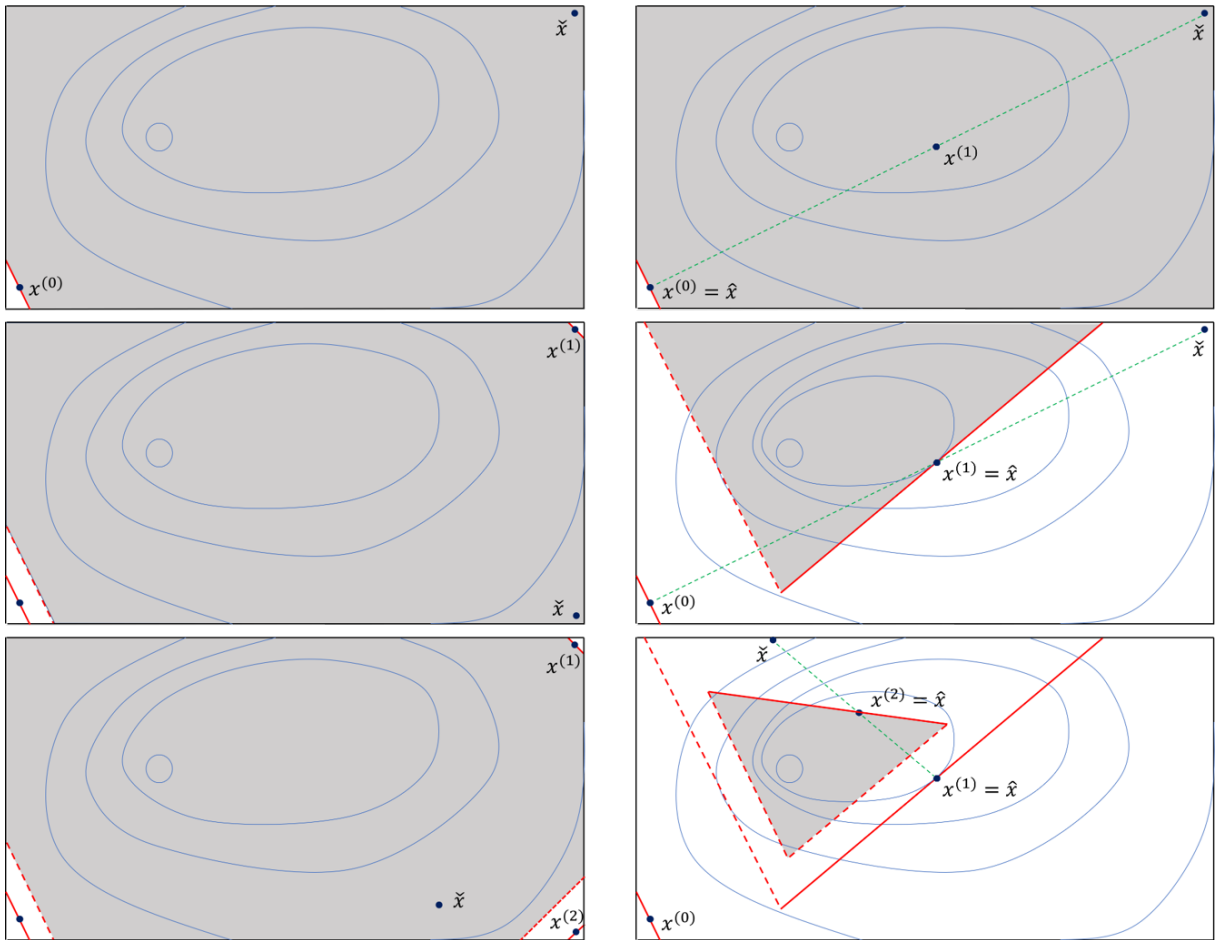 x̌
x⁽⁰⁾
x̌
x⁽¹⁾
x⁽⁰⁾ = x̂
x⁽¹⁾
x̌
x̌
x⁽¹⁾ = x̂
x⁽⁰⁾
x⁽¹⁾
x̌
x⁽²⁾
x̌
x⁽²⁾ = x̂
x⁽¹⁾ = x̂
x⁽⁰⁾